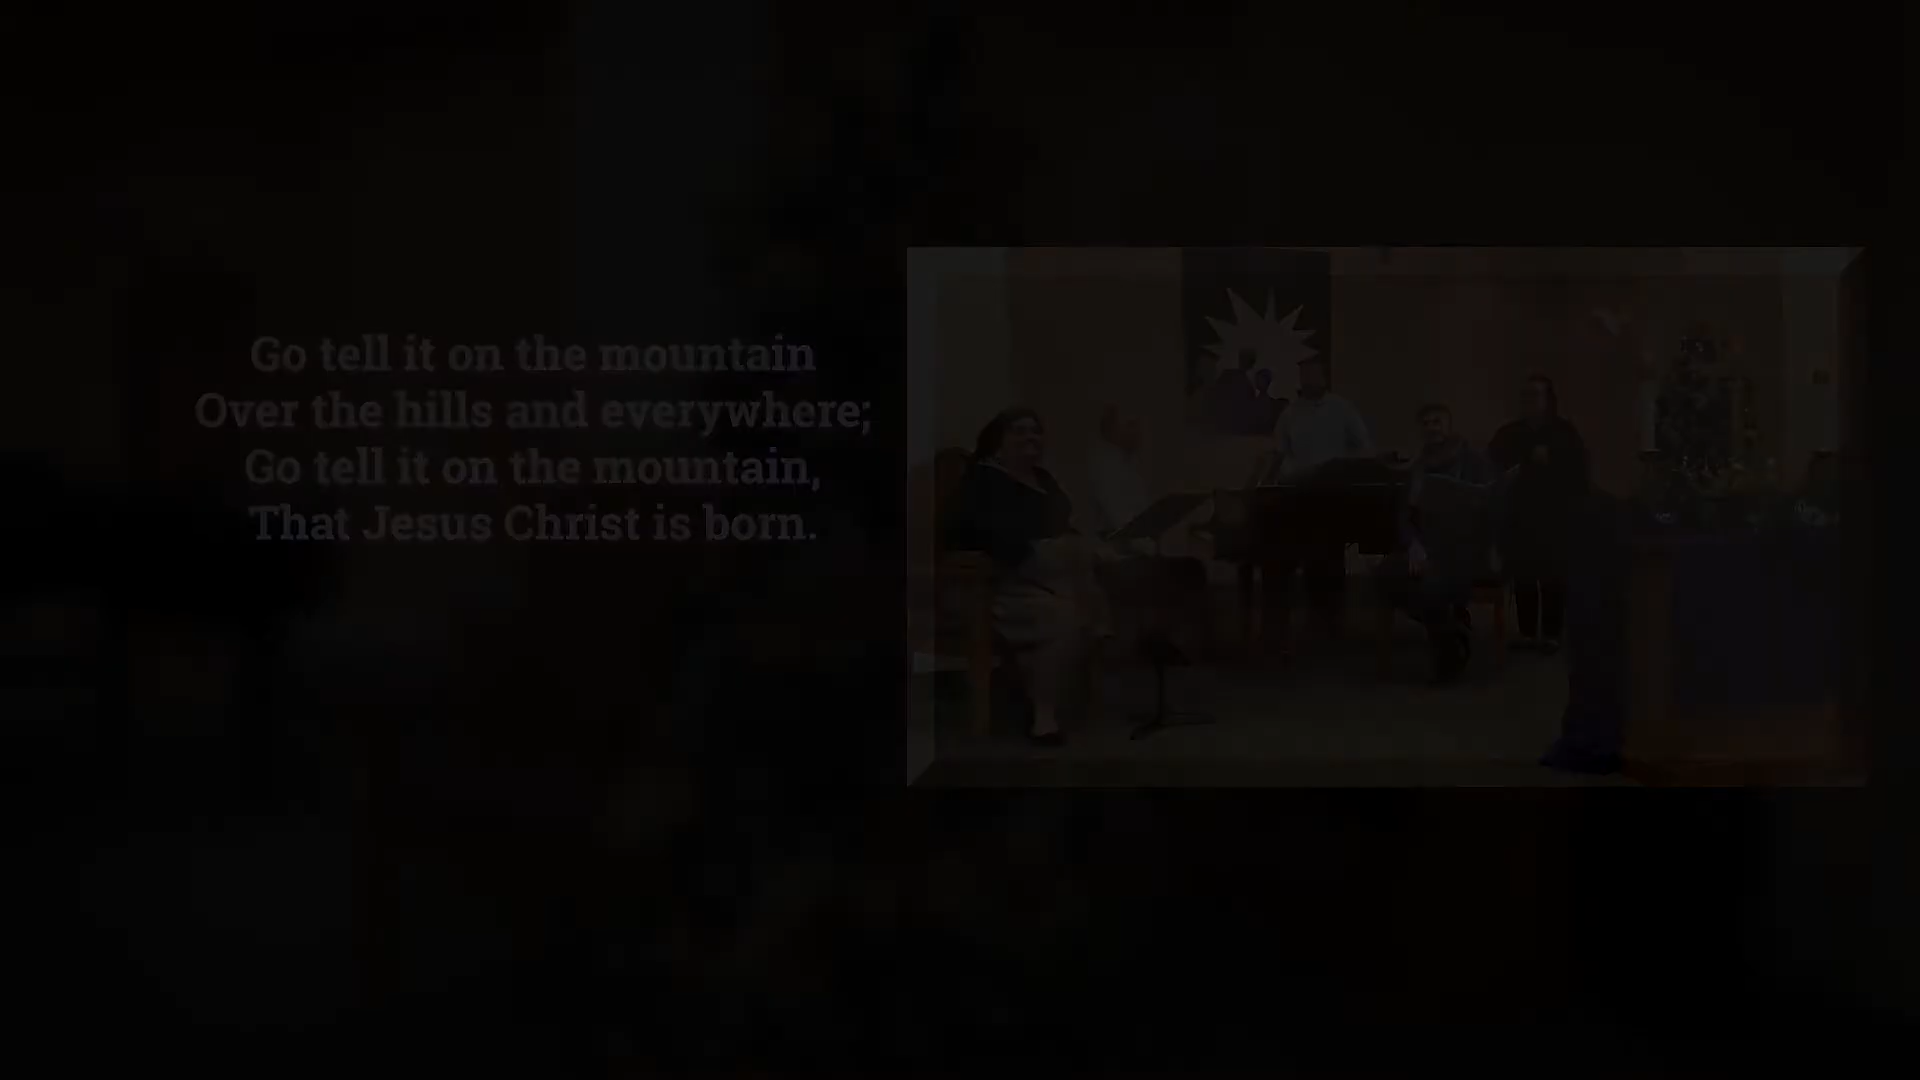 Go tell it on the mountain
Over the hills and everywhere;
Go tell it on the mountain,
That Jesus Christ is born.